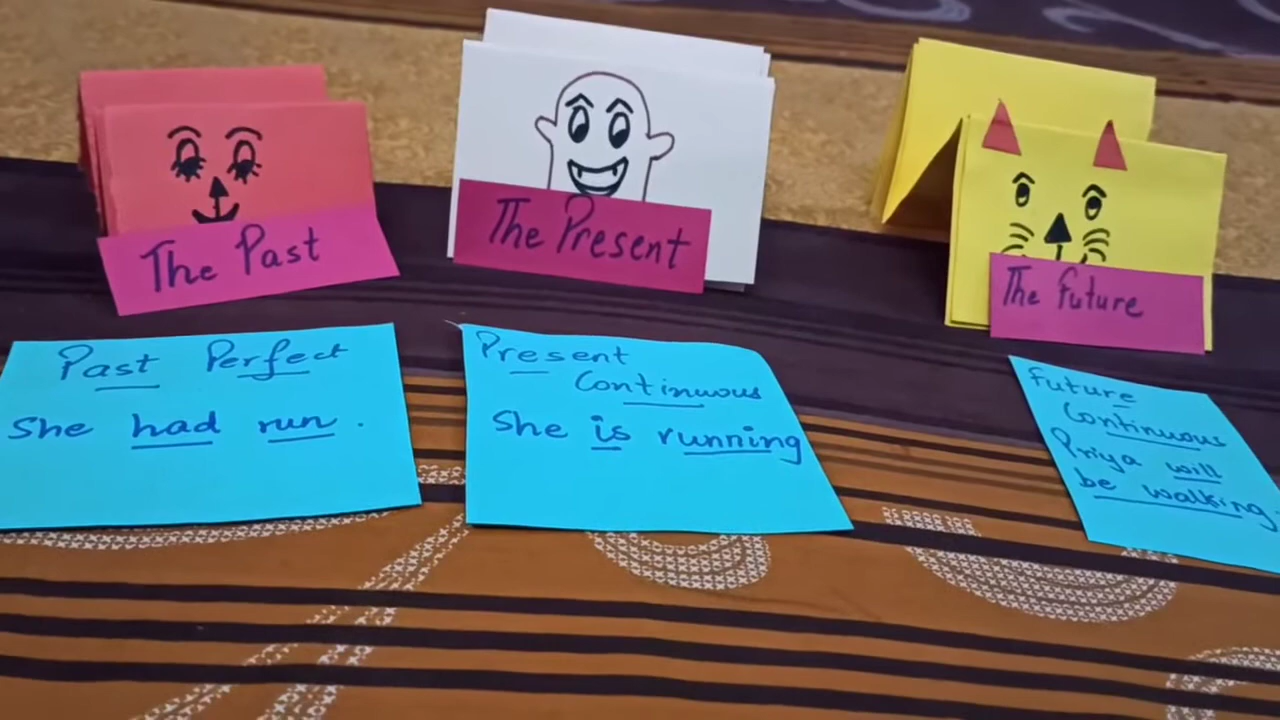 The Past
The Present
The Future
Past Perfect
She had run.
Present
Continuous
She is running
Future
Continuous
Priya will
be walking.